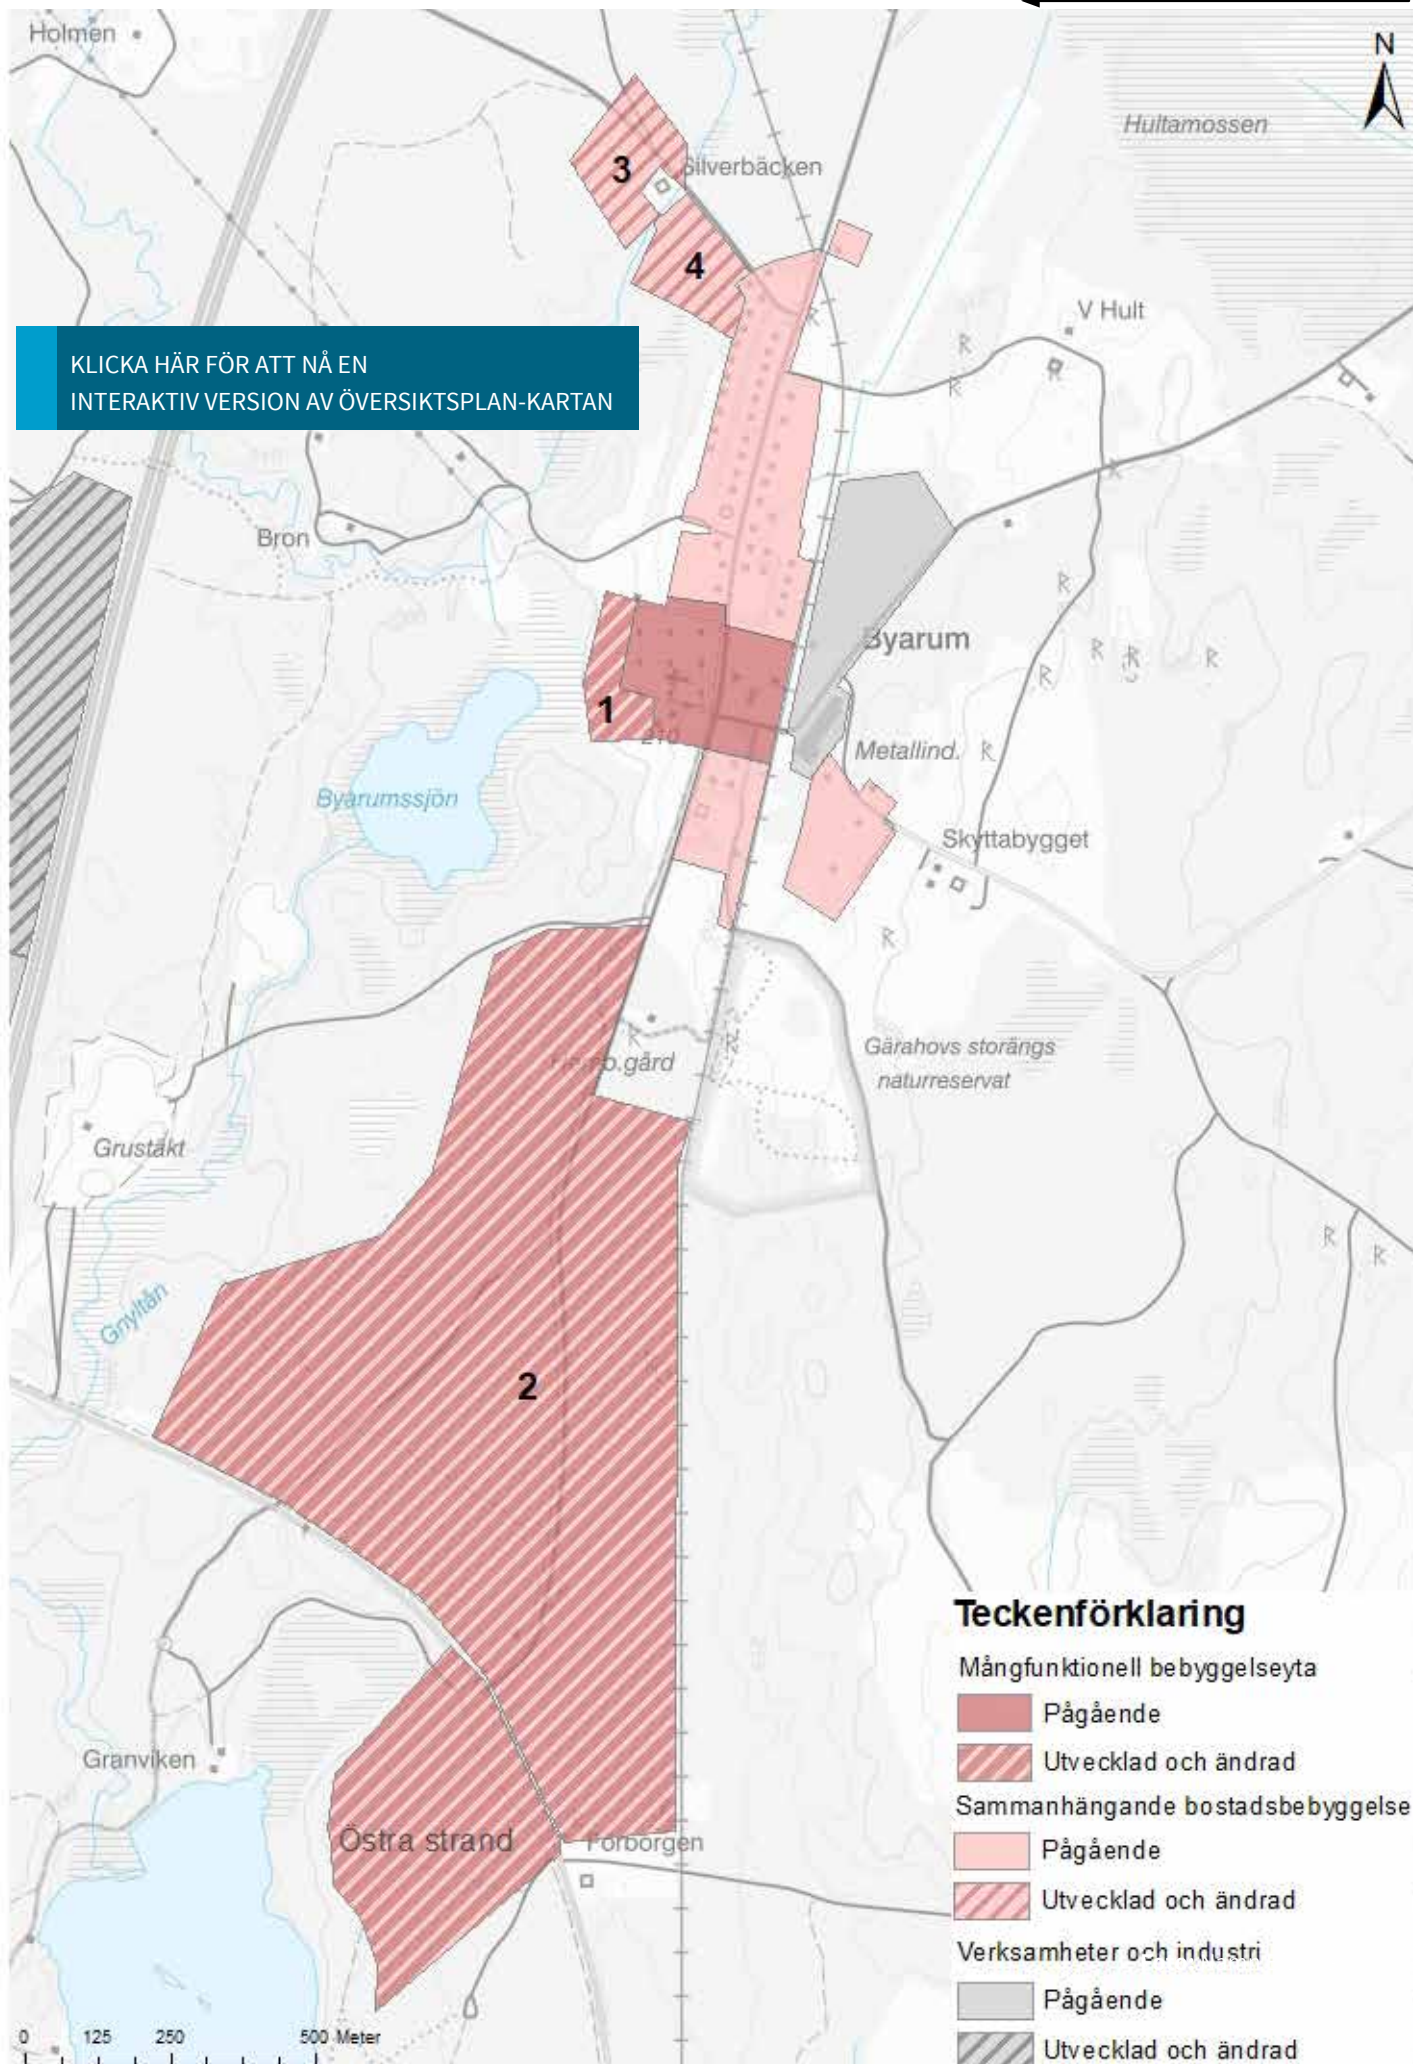 Holmen
N
Hultamossen
3
Silverbäcken
4
V Hult
KLICKA HÄR FÖR ATT NÅ EN
INTERAKTIV VERSION AV ÖVERSIKTSPLAN-KARTAN
Bron
Byarum
1
210
Metallind.
Byarumssjön
Skyttabygget
Gärahovs storängs
naturreservat
Grustäkt
Gnyltån
2
Teckenförklaring
Mångfunktionell bebyggelseyta
Pågående
Utvecklad och ändrad
Sammanhängande bostadsbebyggelse
Pågående
Utvecklad och ändrad
Verksamheter och industri
Pågående
Utvecklad och ändrad
Granviken
Östra strand
Forborgen
0 125 250 500 Meter